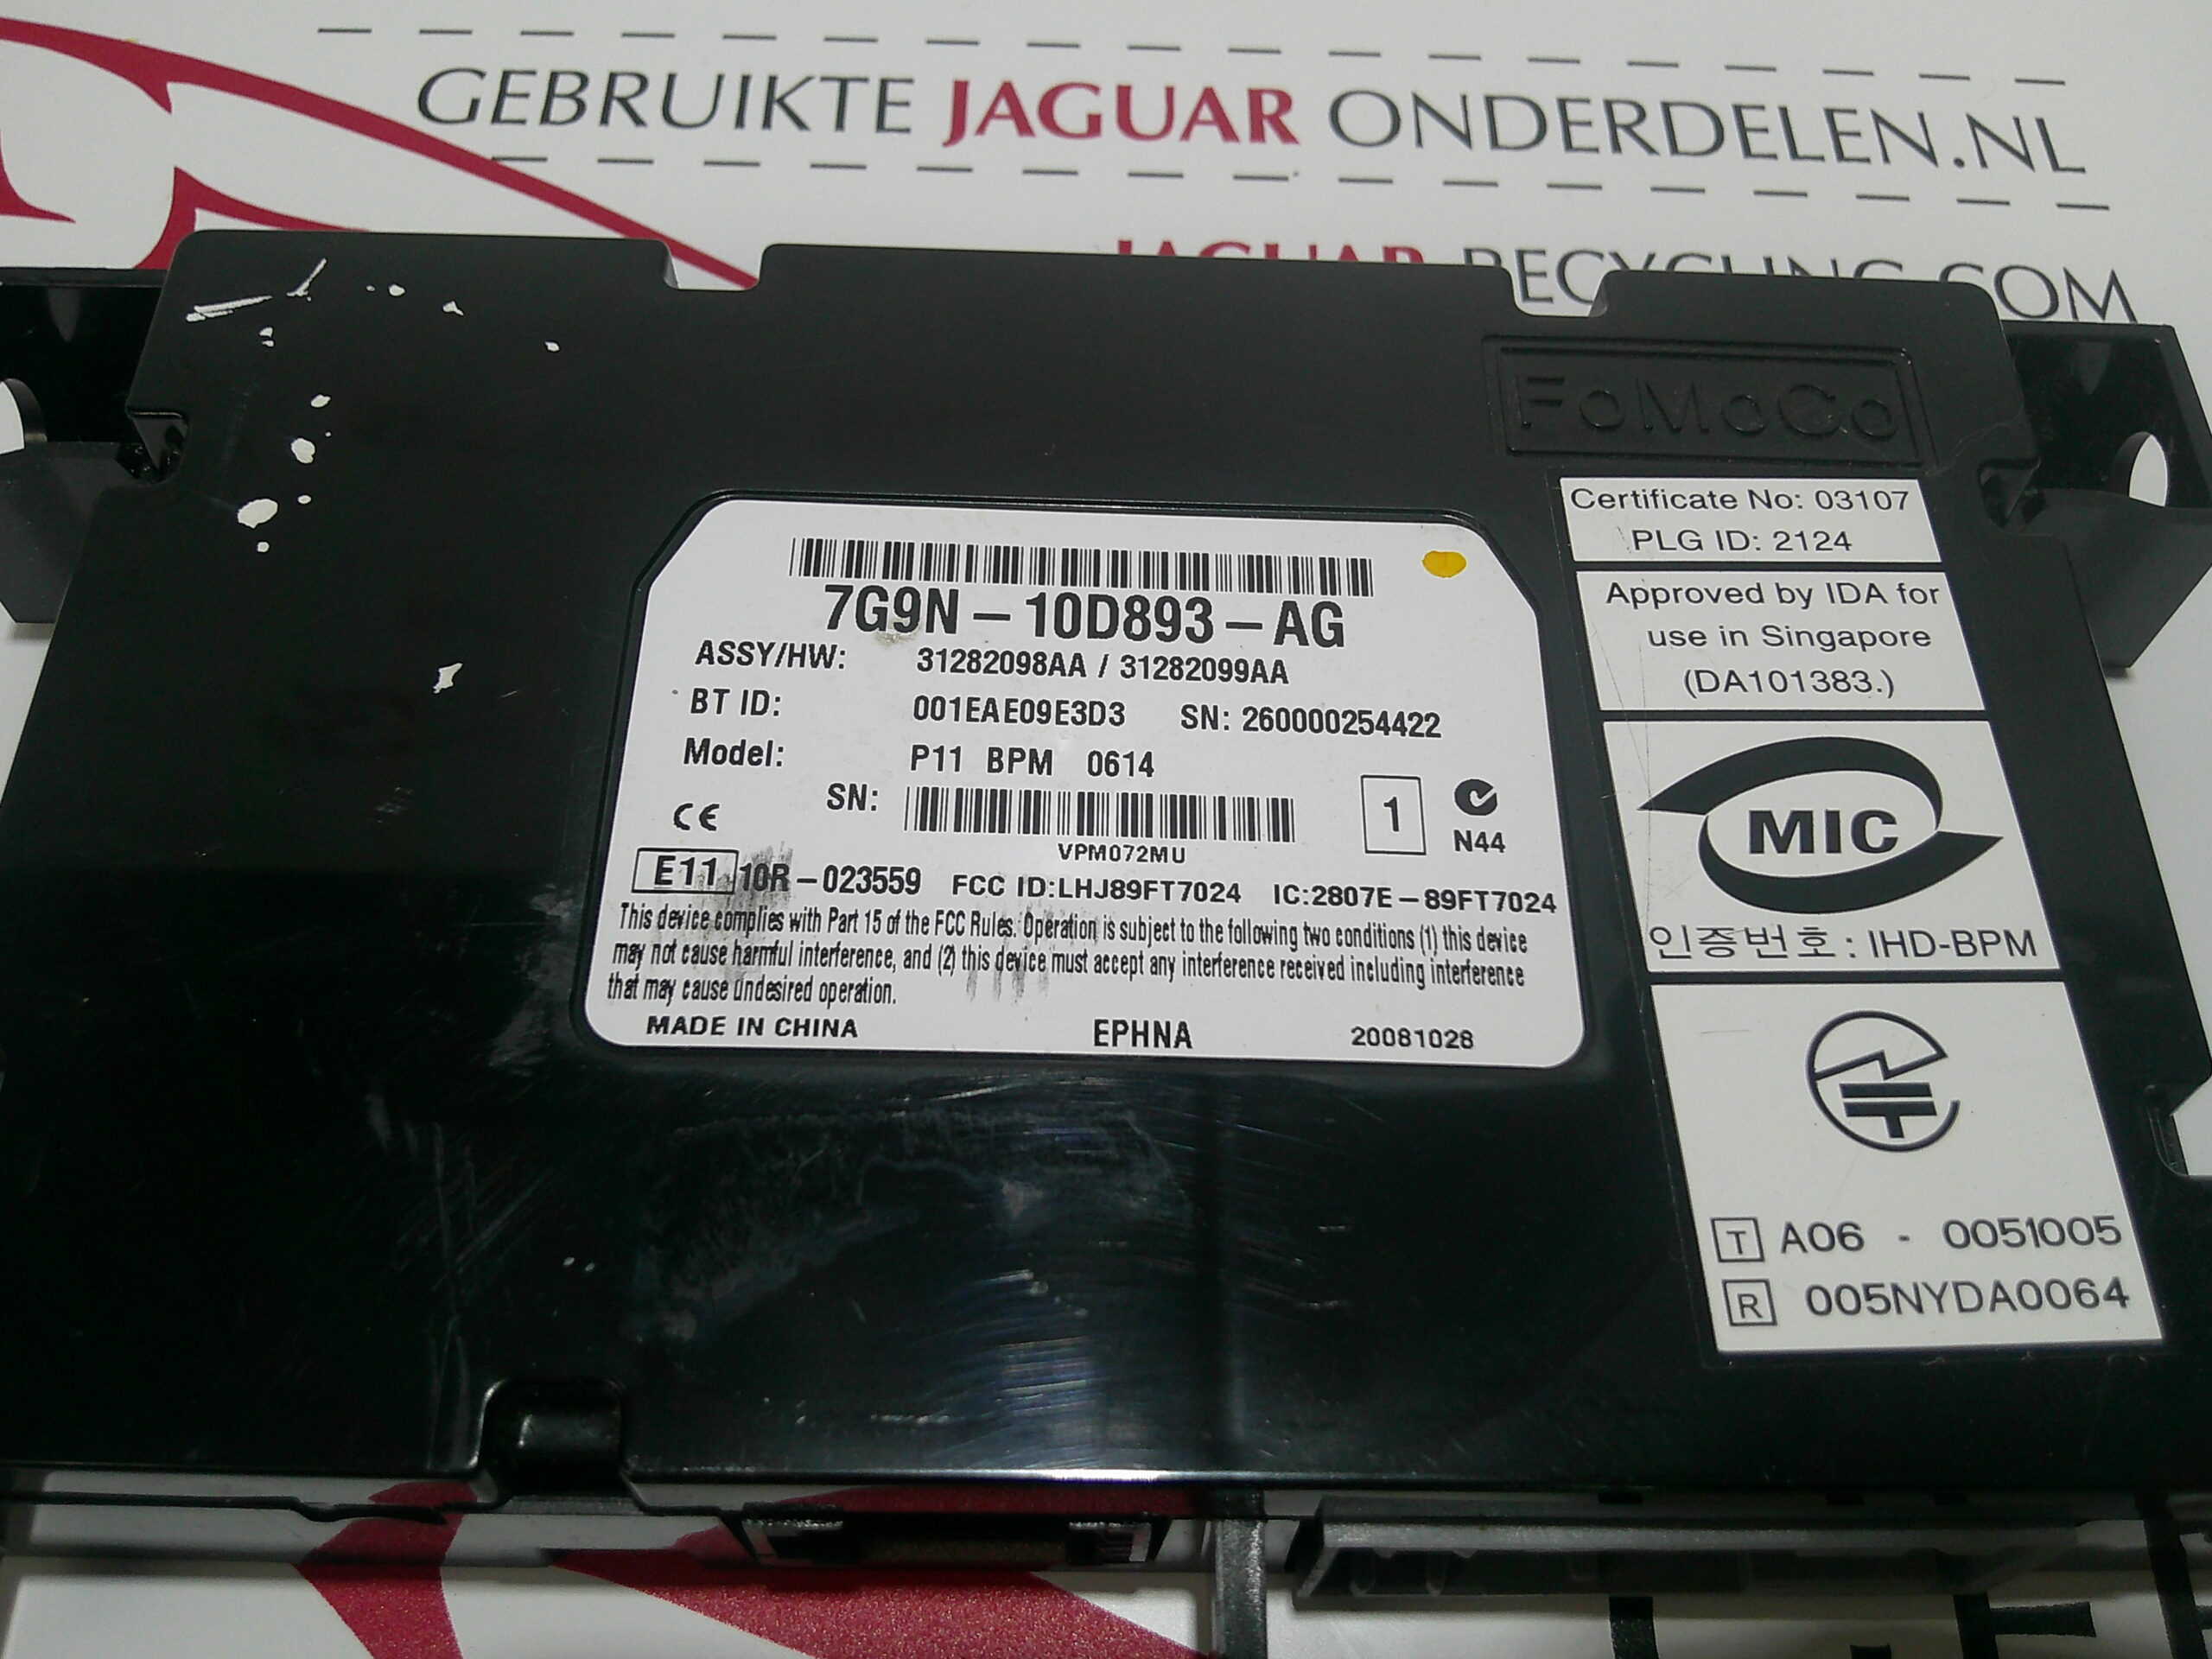 GEBRUIKTE JAGUAR ONDERDELEN.NL
JAGUAR RECYCLING.COM
FoMoCo
Certificate No: 03107
PLG ID: 2124
Approved by IDA for
use in Singapore
(DA101383.)
MIC
인증번호 : IHD-BPM
T A06 - 0051005
R 005NYDA0064
7G9N-10D893-AG
ASSY/HW: 31282098AA / 31282099AA
BT ID: 001EAE09E3D3 SN: 260000254422
Model: P11 BPM 0614
SN:
VPM072MU
1
N44
CE
E11 10R-023559 FCC ID:LHJ89FT7024 IC:2807E-89FT7024
This device complies with Part 15 of the FCC Rules. Operation is subject to the following two conditions (1) this device
may not cause harmful interference, and (2) this device must accept any interference received including interference
that may cause undesired operation.
MADE IN CHINA EPHNA 20081028